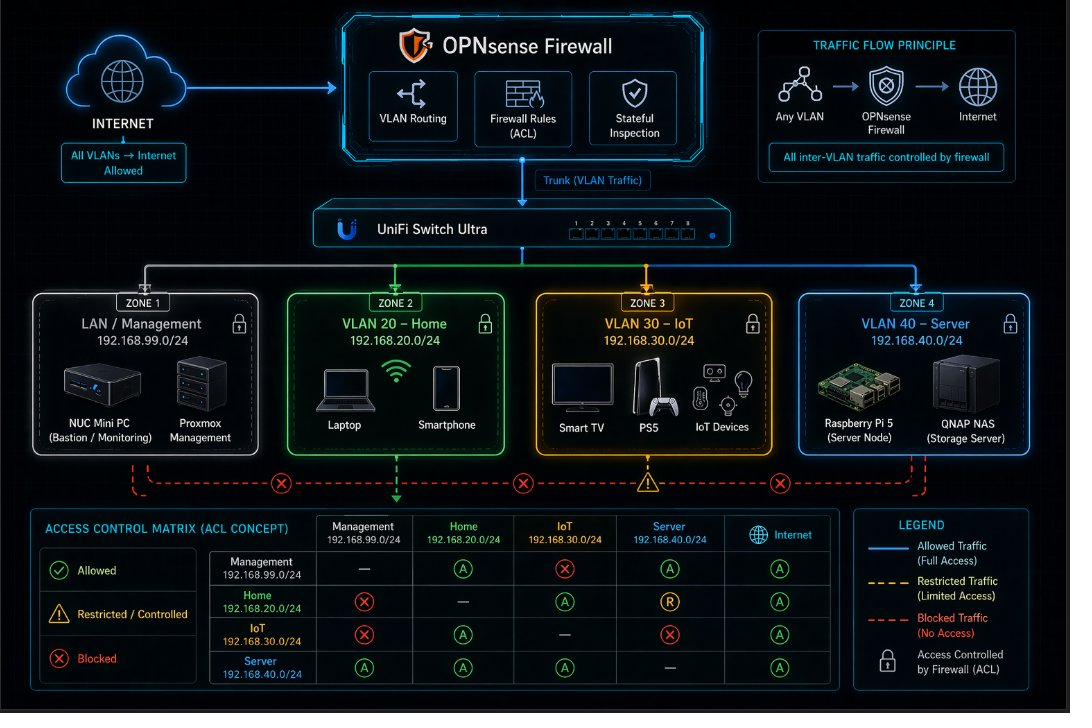 OPNsense Firewall
VLAN Routing
Firewall Rules
(ACL)
Stateful
Inspection
INTERNET
All VLANs → Internet
Allowed
TRAFFIC FLOW PRINCIPLE
Any VLAN
OPNsense
Firewall
Internet
All inter-VLAN traffic controlled by firewall
Trunk (VLAN Traffic)
UniFi Switch Ultra
1 2 3 4 5 6 7 8
ZONE 1
LAN / Management
192.168.99.0/24
NUC Mini PC
(Bastion / Monitoring)
Proxmox
Management
ZONE 2
VLAN 20 – Home
192.168.20.0/24
Laptop
Smartphone
ZONE 3
VLAN 30 – IoT
192.168.30.0/24
Smart TV
PS5
IoT Devices
ZONE 4
VLAN 40 – Server
192.168.40.0/24
Raspberry Pi 5
(Server Node)
QNAP NAS
(Storage Server)
ACCESS CONTROL MATRIX (ACL CONCEPT)
Allowed
Restricted / Controlled
Blocked
Management
192.168.99.0/24
Home
192.168.20.0/24
IoT
192.168.30.0/24
Server
192.168.40.0/24
Internet
Management
192.168.99.0/24
— A X A A
Home
192.168.20.0/24
X — A R A
IoT
192.168.30.0/24
X A — X A
Server
192.168.40.0/24
A A A — A
LEGEND
Allowed Traffic
(Full Access)
Restricted Traffic
(Limited Access)
Blocked Traffic
(No Access)
Access Controlled
by Firewall (ACL)